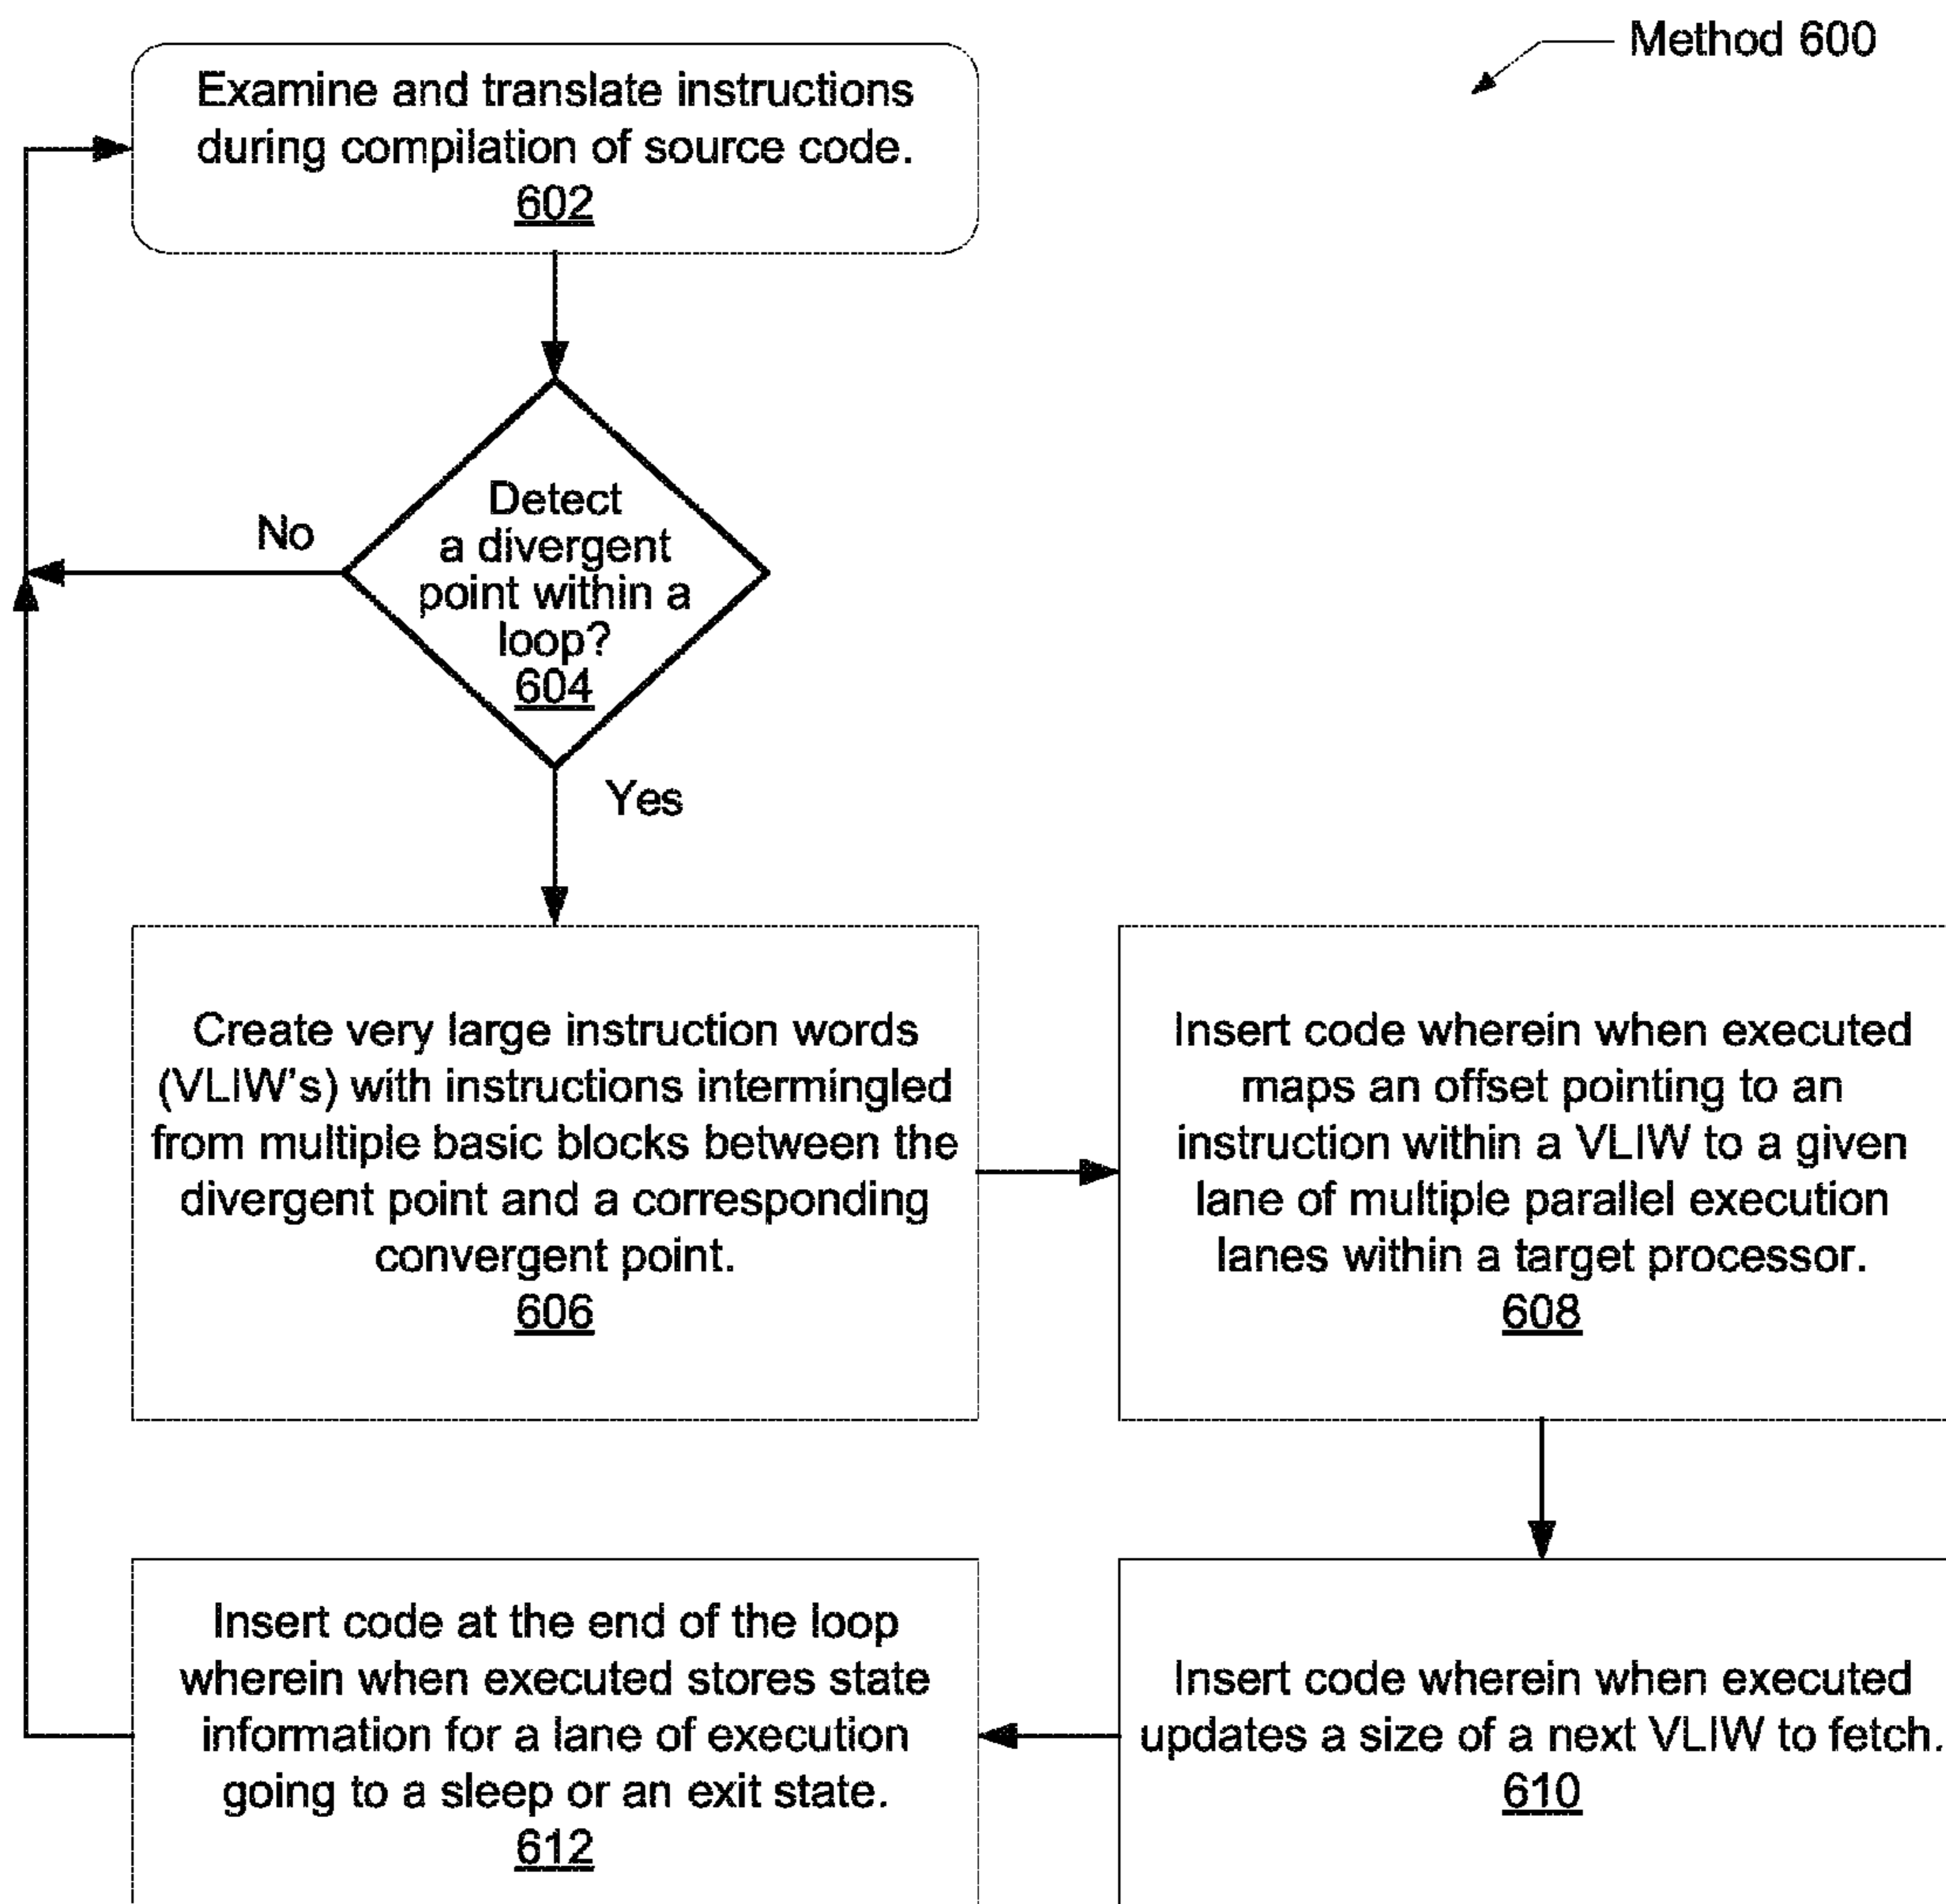 Method 600
Examine and translate instructions
during compilation of source code.
602
Detect
a divergent
point within a
loop?
604
No
Yes
Create very large instruction words
(VLIW's) with instructions intermingled
from multiple basic blocks between the
divergent point and a corresponding
convergent point.
606
Insert code wherein when executed
maps an offset pointing to an
instruction within a VLIW to a given
lane of multiple parallel execution
lanes within a target processor.
608
Insert code wherein when executed
updates a size of a next VLIW to fetch.
610
Insert code at the end of the loop
wherein when executed stores state
information for a lane of execution
going to a sleep or an exit state.
612